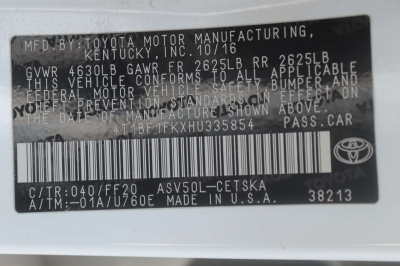 MFD.BY:TOYOTA MOTOR MANUFACTURING,
KENTUCKY, INC. 10/16
GVWR 4630LB GAWR FR 2625LB RR 2625LB
THIS VEHICLE CONFORMS TO ALL APPLICABLE
FEDERAL MOTOR VEHICLE SAFETY, BUMPER AND
THEFT PREVENTION STANDARDS IN EFFECT ON
THE DATE OF MANUFACTURE SHOWN ABOVE.
4T1BF1FKXHU335854 PASS.CAR
TOYOTA
C/TR:040/FF20 ASV50L-CETSKA
A/TM:-01A/U760E MADE IN U.S.A. 38213